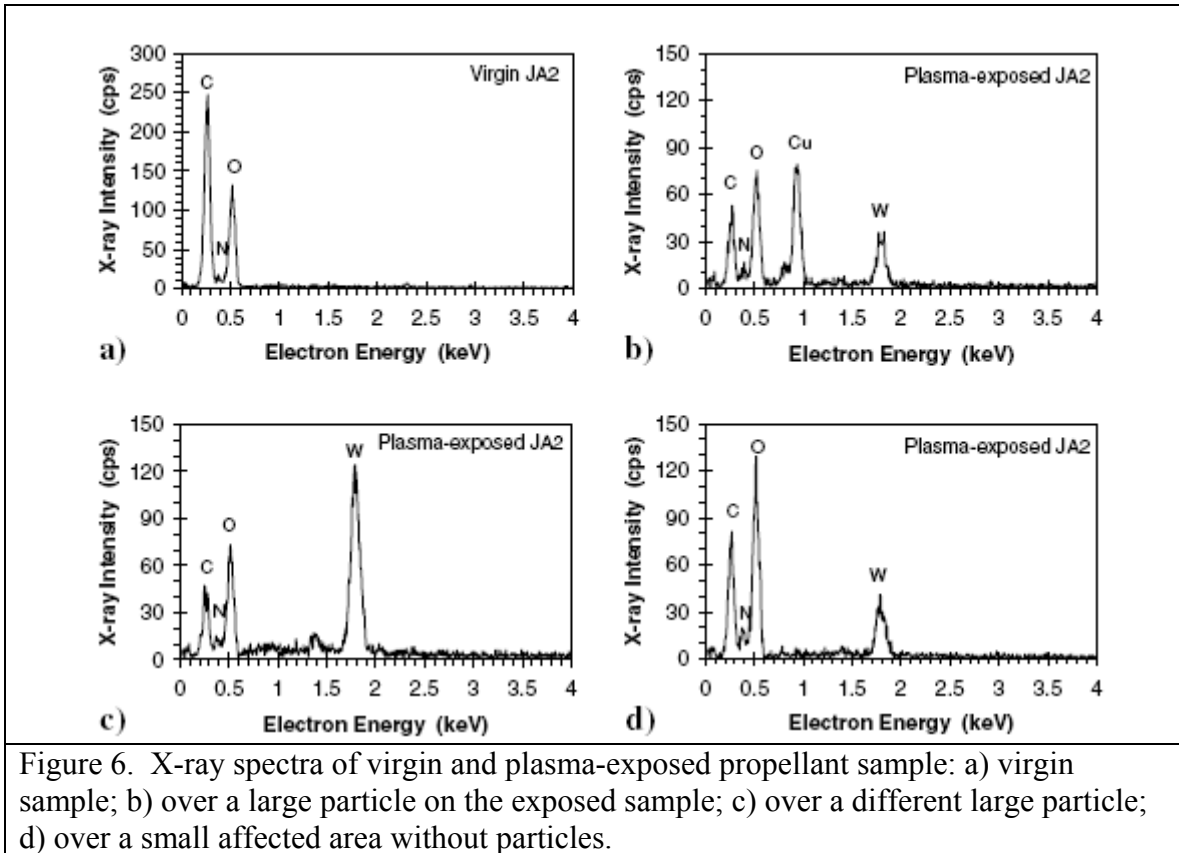 300
250
200
150
100
50
0
X-ray Intensity (cps)
Virgin JA2
C
N
O
0 0.5 1 1.5 2 2.5 3 3.5 4
a) Electron Energy (keV)
150
120
90
60
30
0
X-ray Intensity (cps)
Plasma-exposed JA2
C
N
O
Cu
W
0 0.5 1 1.5 2 2.5 3 3.5 4
b) Electron Energy (keV)
150
120
90
60
30
0
X-ray Intensity (cps)
Plasma-exposed JA2
C
N
O
W
0 0.5 1 1.5 2 2.5 3 3.5 4
c) Electron Energy (keV)
150
120
90
60
30
0
X-ray Intensity (cps)
Plasma-exposed JA2
C
N
O
W
0 0.5 1 1.5 2 2.5 3 3.5 4
d) Electron Energy (keV)
Figure 6. X-ray spectra of virgin and plasma-exposed propellant sample: a) virgin
sample; b) over a large particle on the exposed sample; c) over a different large particle;
d) over a small affected area without particles.